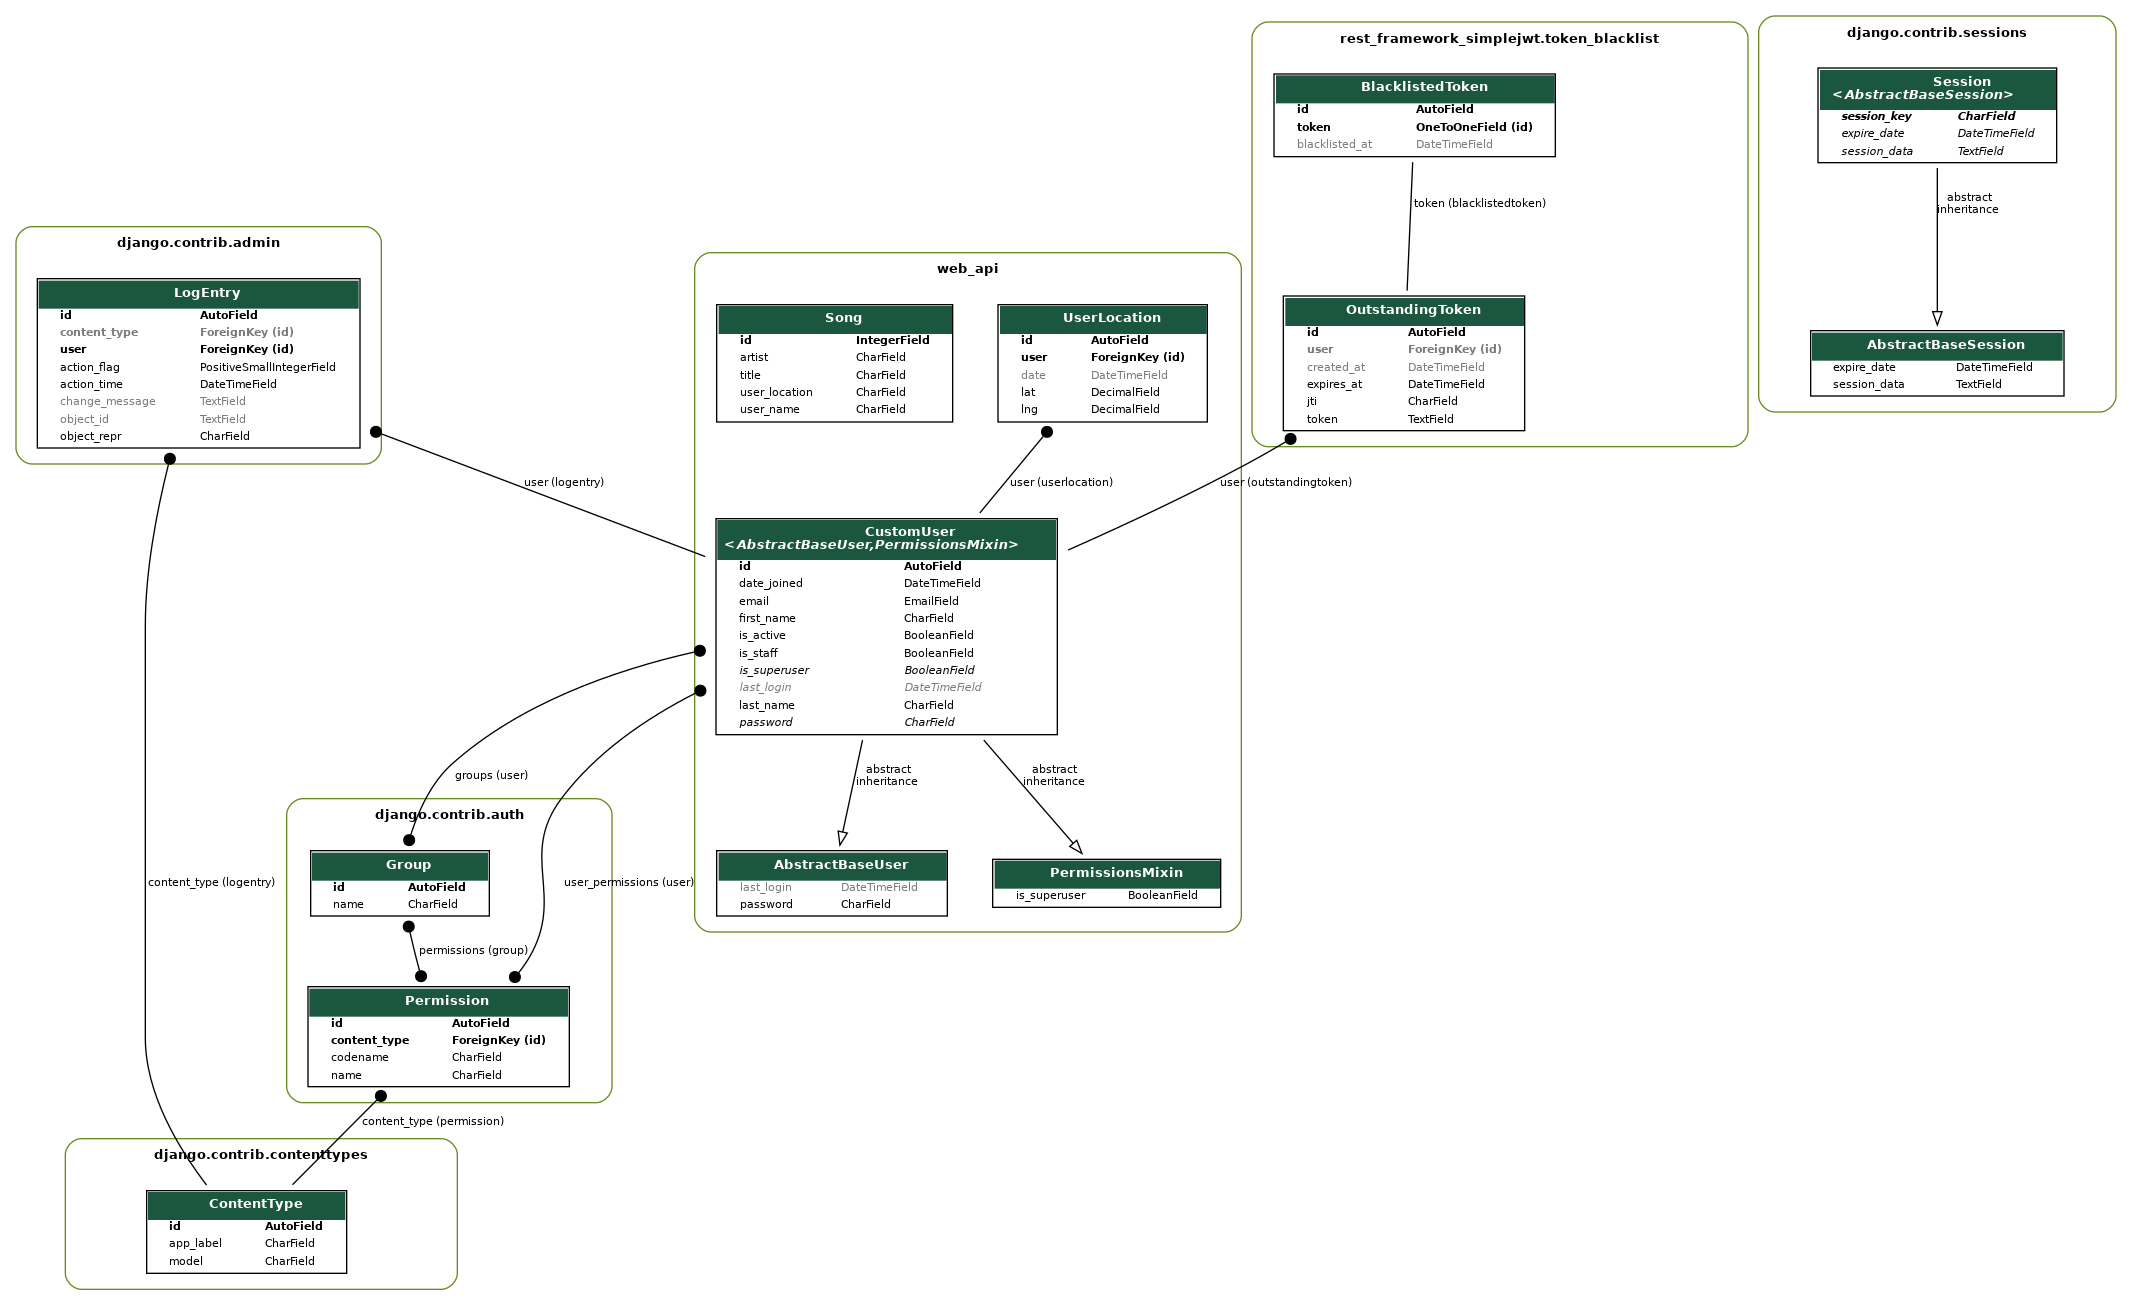 rest_framework_simplejwt.token_blacklist
BlacklistedToken
id AutoField
token OneToOneField (id)
blacklisted_at DateTimeField
token (blacklistedtoken)
OutstandingToken
id AutoField
user ForeignKey (id)
created_at DateTimeField
expires_at DateTimeField
jti CharField
token TextField
user (outstandingtoken)
django.contrib.sessions
Session
<AbstractBaseSession>
session_key CharField
expire_date DateTimeField
session_data TextField
abstract
inheritance
AbstractBaseSession
expire_date DateTimeField
session_data TextField
django.contrib.admin
LogEntry
id AutoField
content_type ForeignKey (id)
user ForeignKey (id)
action_flag PositiveSmallIntegerField
action_time DateTimeField
change_message TextField
object_id TextField
object_repr CharField
user (logentry)
web_api
Song
id IntegerField
artist CharField
title CharField
user_location CharField
user_name CharField
UserLocation
id AutoField
user ForeignKey (id)
date DateTimeField
lat DecimalField
lng DecimalField
user (userlocation)
CustomUser
<AbstractBaseUser,PermissionsMixin>
id AutoField
date_joined DateTimeField
email EmailField
first_name CharField
is_active BooleanField
is_staff BooleanField
is_superuser BooleanField
last_login DateTimeField
last_name CharField
password CharField
abstract
inheritance
abstract
inheritance
AbstractBaseUser
last_login DateTimeField
password CharField
PermissionsMixin
is_superuser BooleanField
groups (user)
django.contrib.auth
Group
id AutoField
name CharField
content_type (logentry)
user_permissions (user)
permissions (group)
Permission
id AutoField
content_type ForeignKey (id)
codename CharField
name CharField
content_type (permission)
django.contrib.contenttypes
ContentType
id AutoField
app_label CharField
model CharField